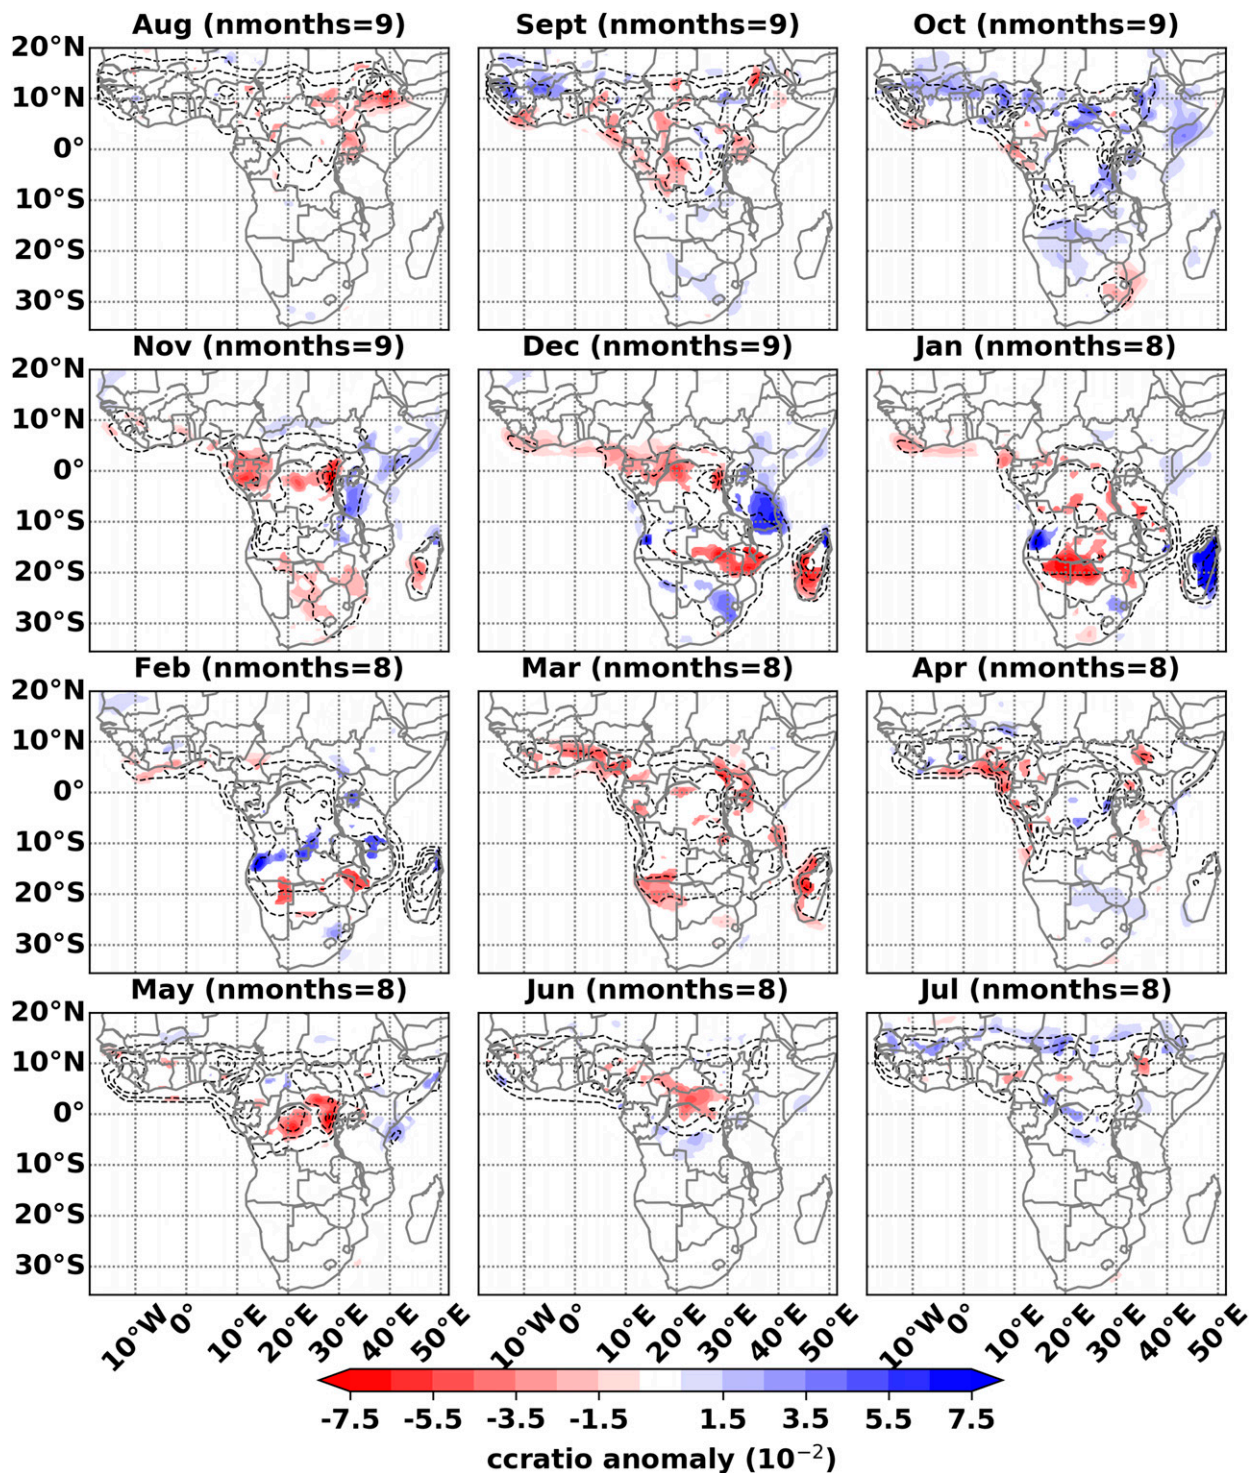 Aug (nmonths=9) Sept (nmonths=9) Oct (nmonths=9)
20°N
10°N
0°
10°S
20°S
30°S
Nov (nmonths=9) Dec (nmonths=9) Jan (nmonths=8)
20°N
10°N
0°
10°S
20°S
30°S
Feb (nmonths=8) Mar (nmonths=8) Apr (nmonths=8)
20°N
10°N
0°
10°S
20°S
30°S
May (nmonths=8) Jun (nmonths=8) Jul (nmonths=8)
20°N
10°N
0°
10°S
20°S
30°S
10°W 0° 10°E 20°E 30°E 50°E 10°W 0° 10°E 20°E 30°E 50°E 10°W 0° 10°E 20°E 30°E 50°E
-7.5 -5.5 -3.5 -1.5 1.5 3.5 5.5 7.5
ccratio anomaly (10⁻²)